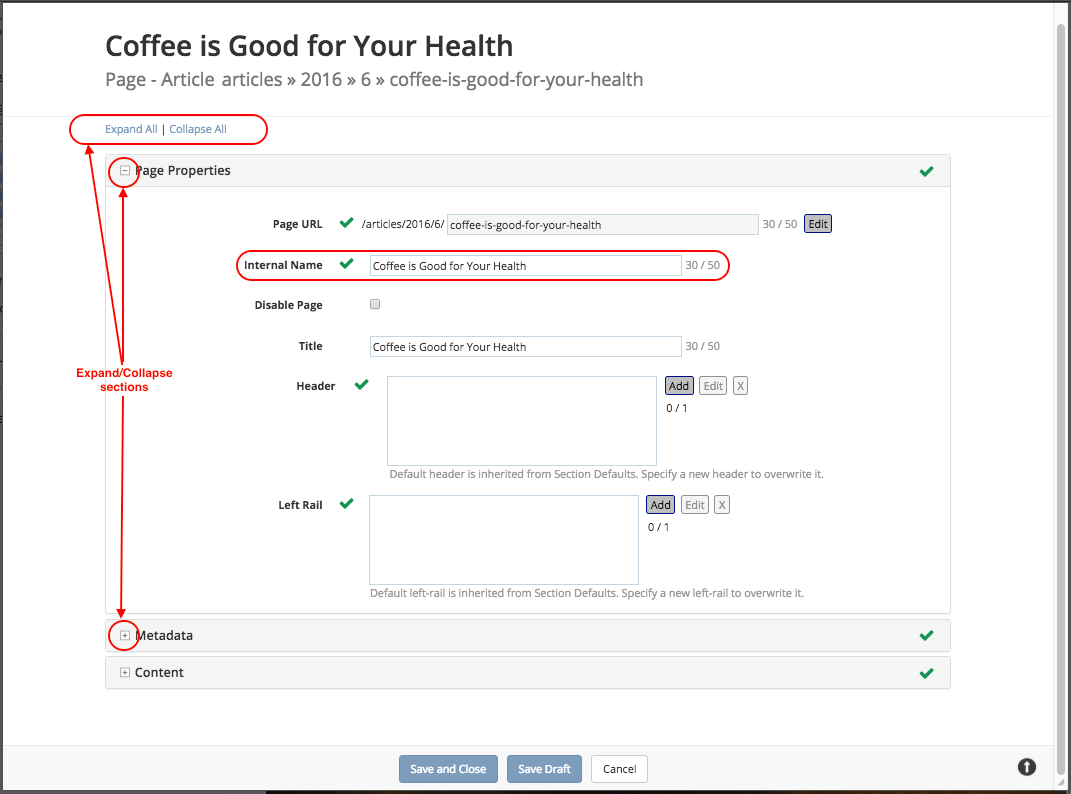 Coffee is Good for Your Health
Page - Article articles » 2016 » 6 » coffee-is-good-for-your-health
Expand All | Collapse All
Page Properties
Page URL /articles/2016/6/ coffee-is-good-for-your-health 30 / 50 Edit
Internal Name Coffee is Good for Your Health 30 / 50
Disable Page
Title Coffee is Good for Your Health 30 / 50
Expand/Collapse
sections
Header Add Edit X
0 / 1
Default header is inherited from Section Defaults. Specify a new header to overwrite it.
Left Rail Add Edit X
0 / 1
Default left-rail is inherited from Section Defaults. Specify a new left-rail to overwrite it.
Metadata
Content
Save and Close Save Draft Cancel